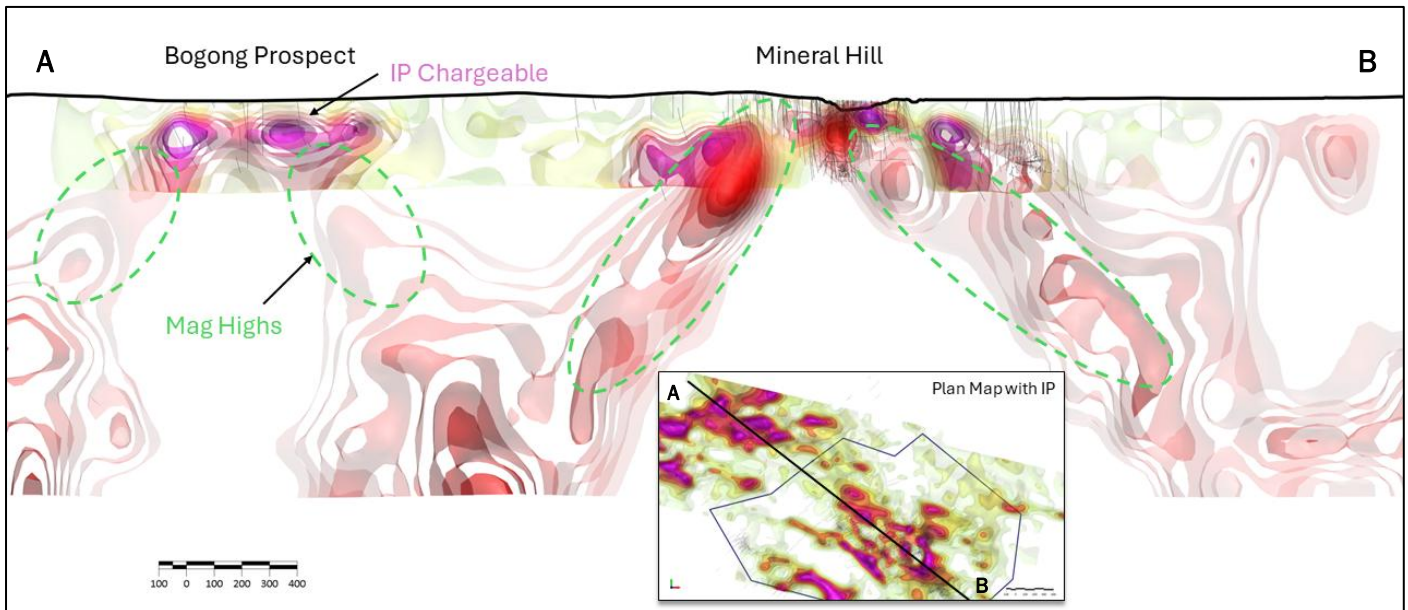 A
Bogong Prospect
IP Chargeable
Mineral Hill
B
Mag Highs
A
Plan Map with IP
B
100 0 100 200 300 400